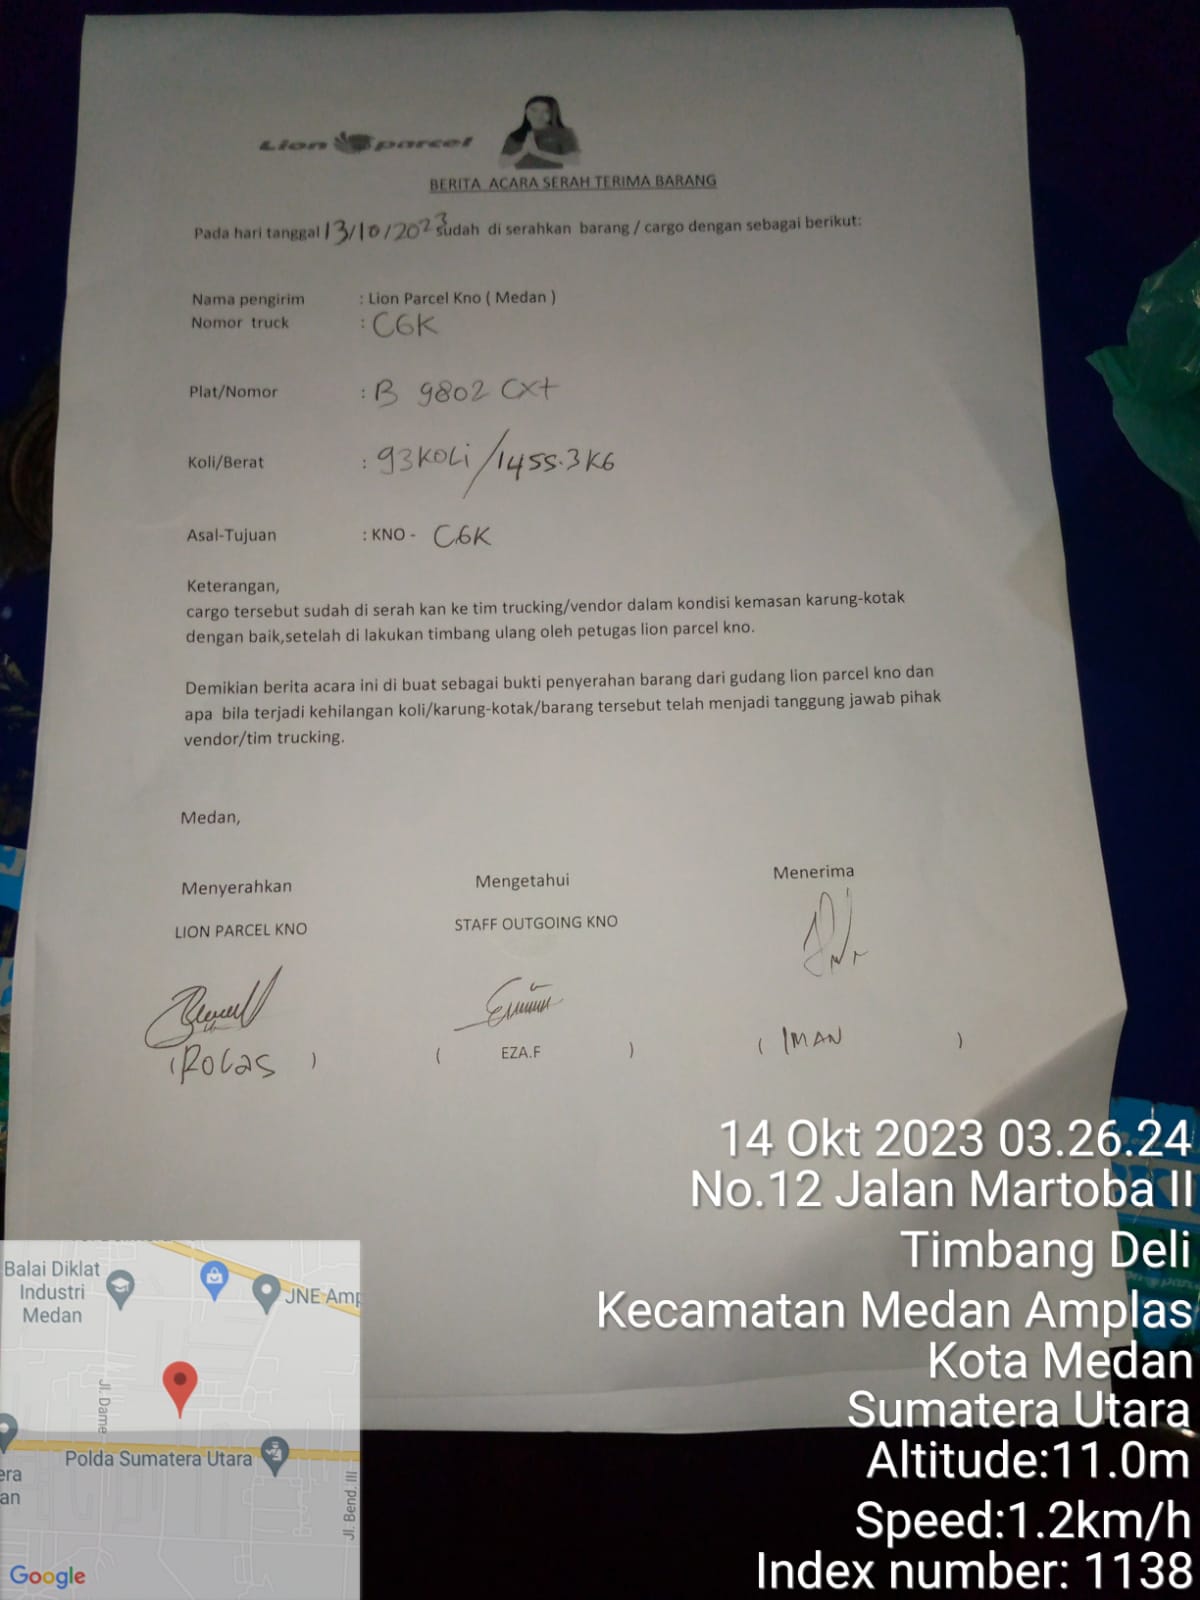 Lion parcel
BERITA ACARA SERAH TERIMA BARANG
Pada hari tanggal 13/10/2023 sudah di serahkan barang / cargo dengan sebagai berikut:
Nama pengirim : Lion Parcel Kno ( Medan )
Nomor truck : CGK
Plat/Nomor : B 9802 CXT
Koli/Berat : 93 KOLI / 1455.3 KG
Asal-Tujuan : KNO - CGK
Keterangan,
cargo tersebut sudah di serah kan ke tim trucking/vendor dalam kondisi kemasan karung-kotak
dengan baik,setelah di lakukan timbang ulang oleh petugas lion parcel kno.
Demikian berita acara ini di buat sebagai bukti penyerahan barang dari gudang lion parcel kno dan
apa bila terjadi kehilangan koli/karung-kotak/barang tersebut telah menjadi tanggung jawab pihak
vendor/tim trucking.
Medan,
Menyerahkan Mengetahui Menerima
LION PARCEL KNO STAFF OUTGOING KNO
( ROLAS ) ( EZA.F ) ( IMAN )
14 Okt 2023 03.26.24
No.12 Jalan Martoba II
Timbang Deli
Kecamatan Medan Amplas
Kota Medan
Sumatera Utara
Altitude:11.0m
Speed:1.2km/h
Index number: 1138
Balai Diklat
Industri
Medan
JNE Amp
Jl. Dame
Polda Sumatera Utara
era
an
Jl. Bend. III
Google